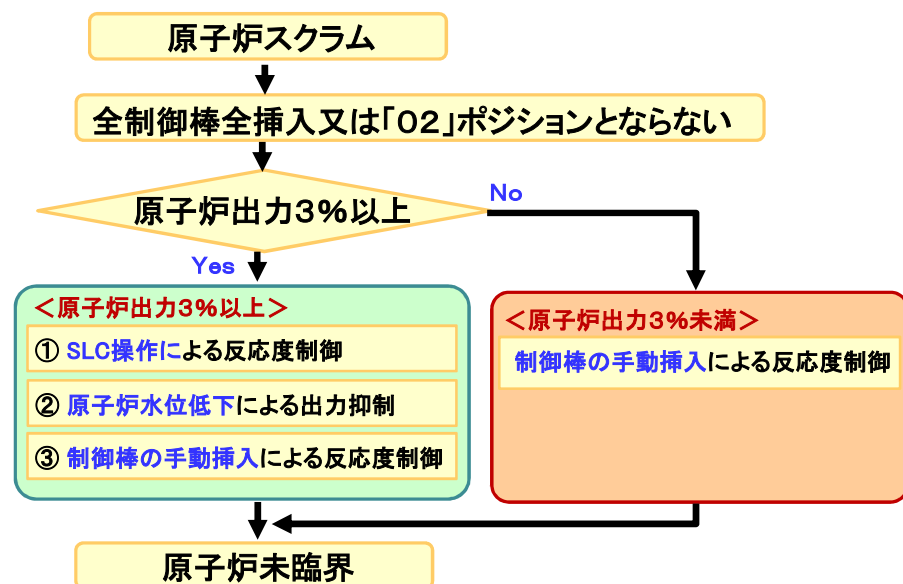 原子炉スクラム
全制御棒全挿入又は「02」ポジションとならない
原子炉出力3%以上
No
Yes
＜原子炉出力3%以上＞
① SLC操作による反応度制御
② 原子炉水位低下による出力抑制
③ 制御棒の手動挿入による反応度制御
＜原子炉出力3%未満＞
制御棒の手動挿入による反応度制御
原子炉未臨界